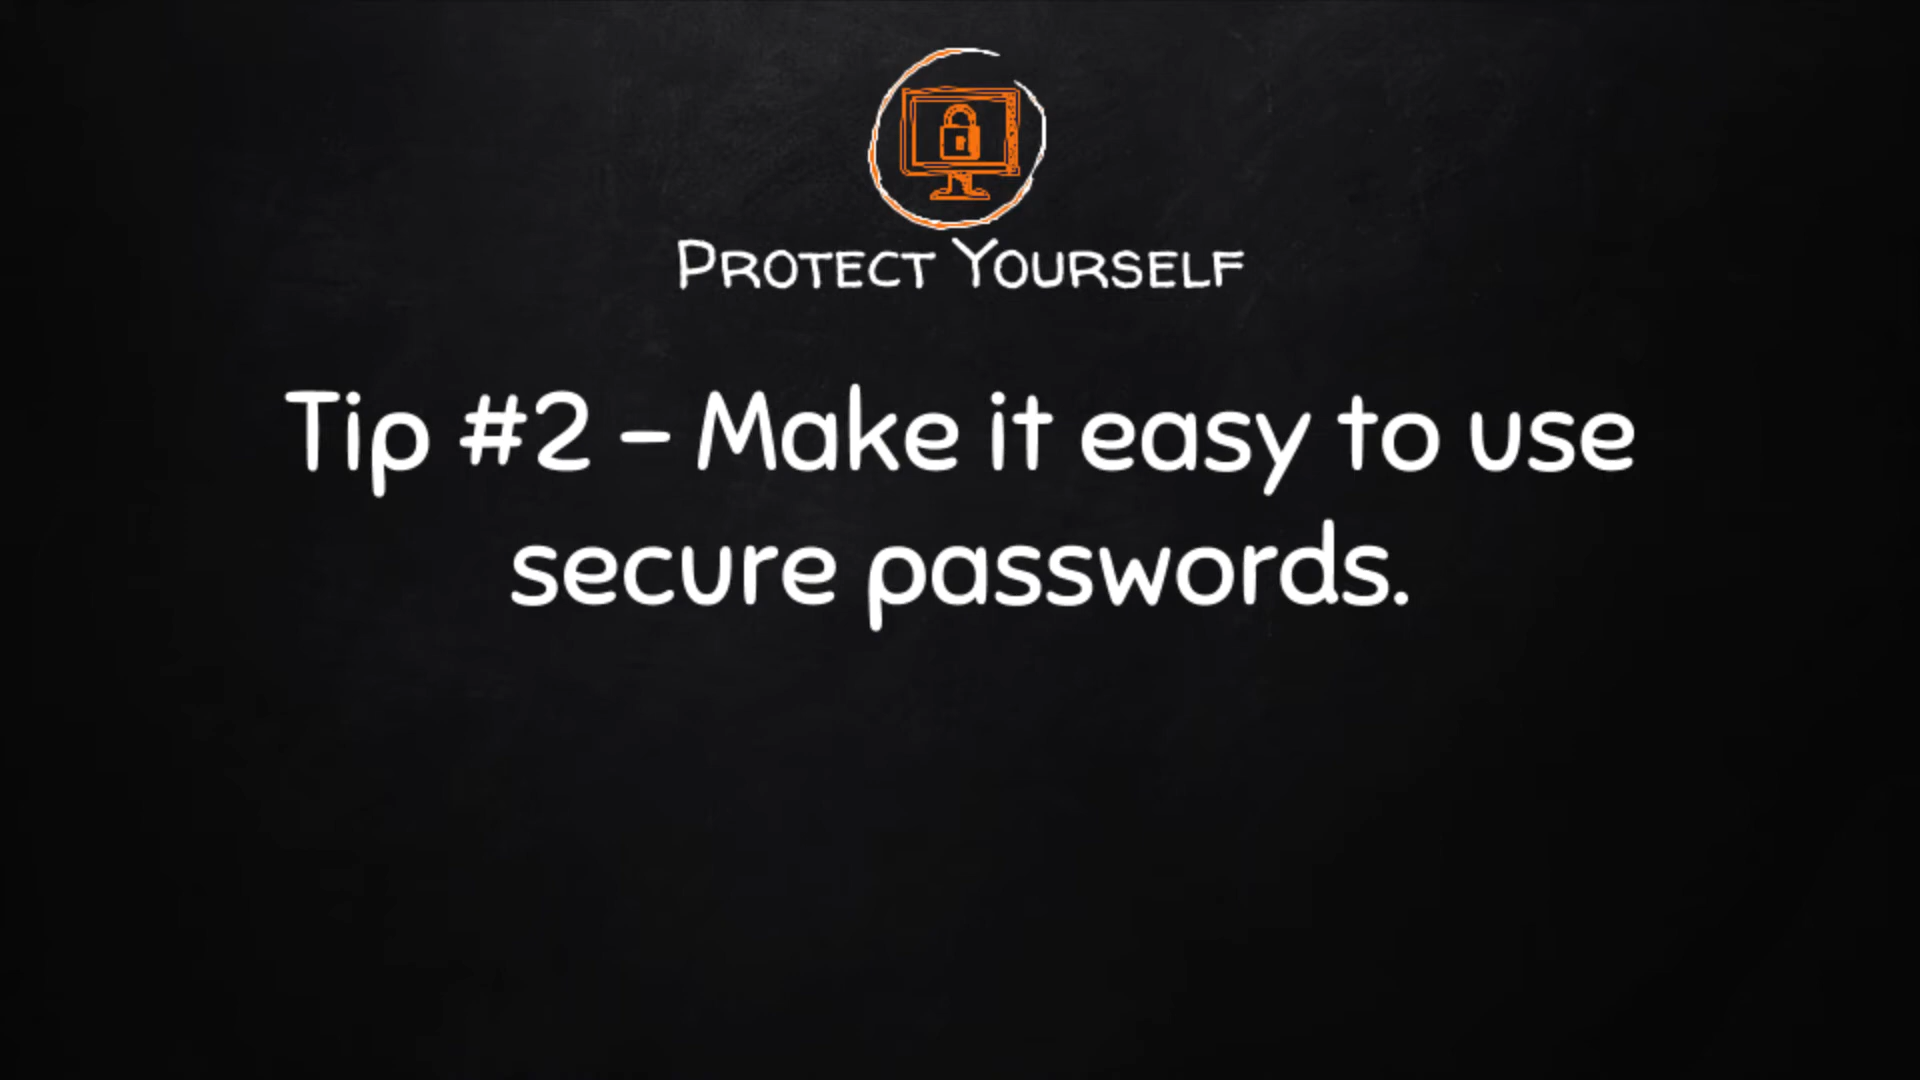 Protect Yourself
Tip #2 – Make it easy to use
secure passwords.